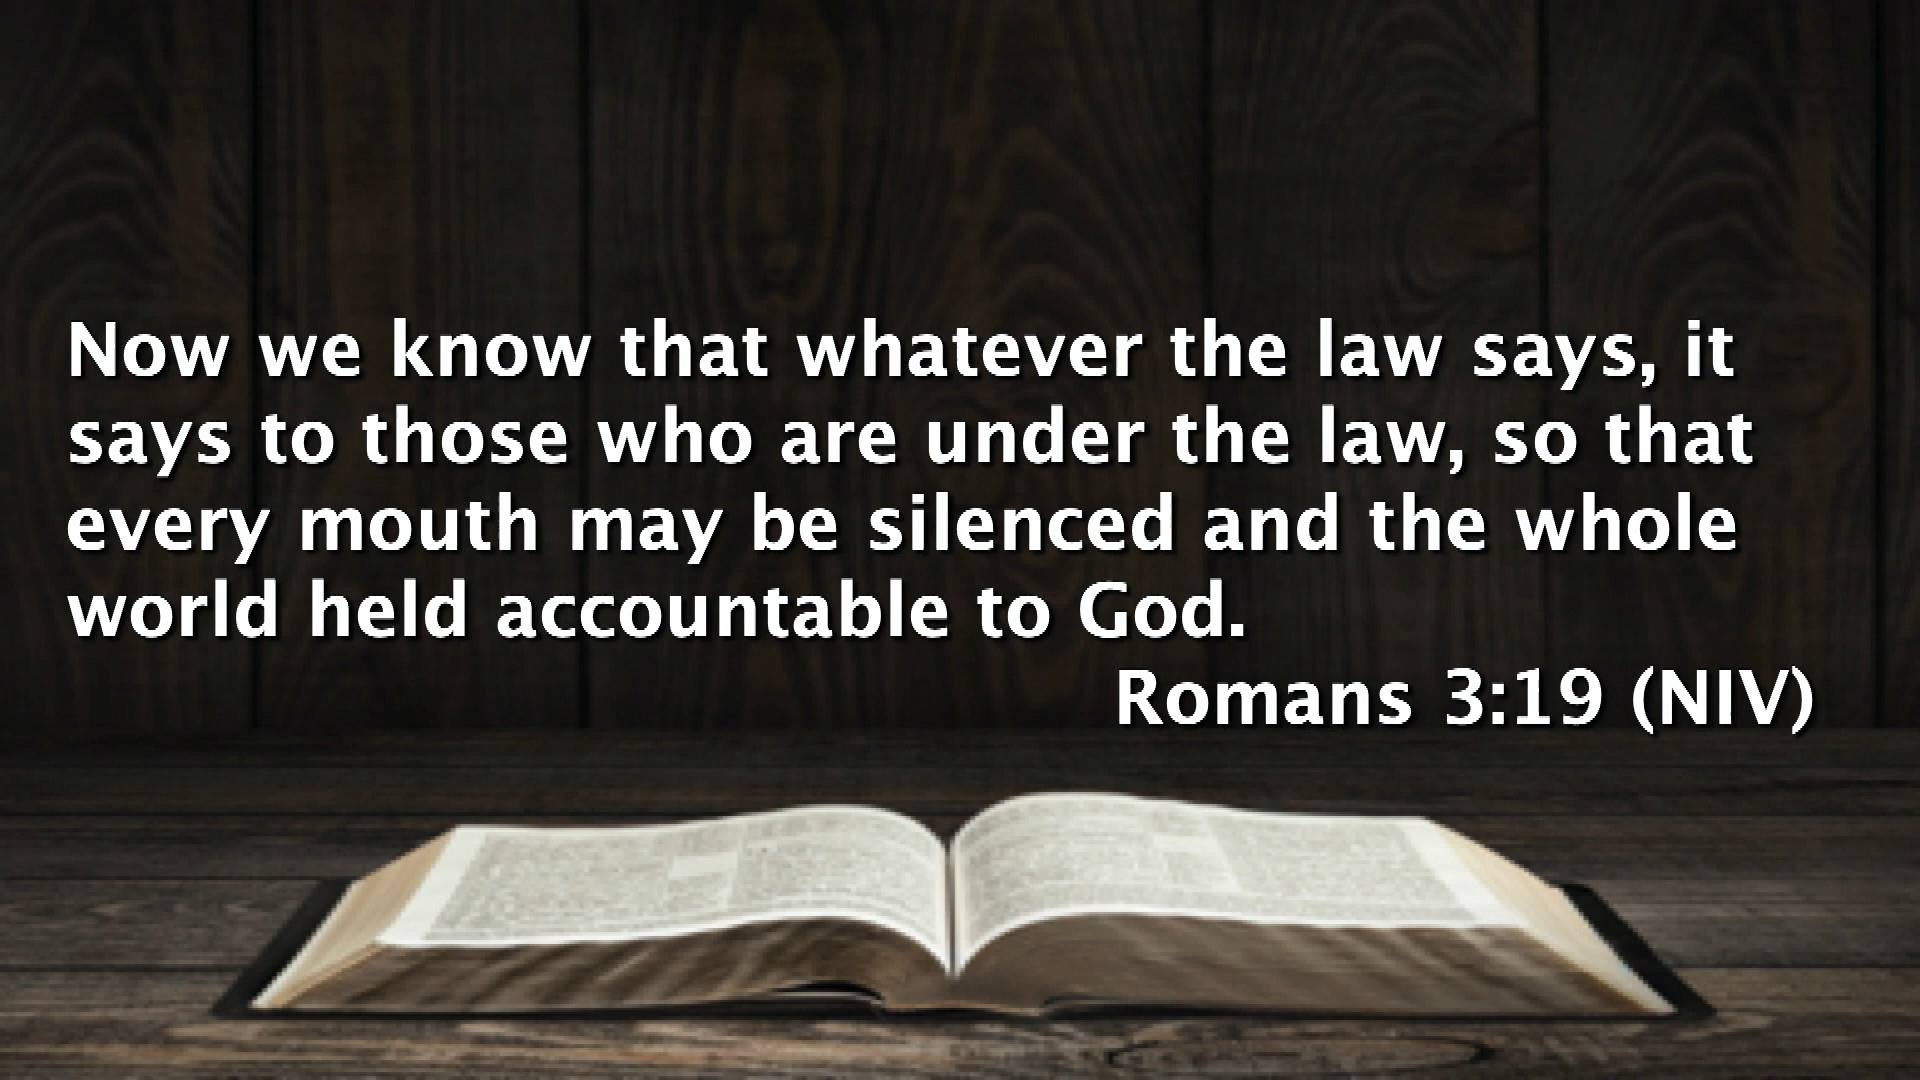 Now we know that whatever the law says, it
says to those who are under the law, so that
every mouth may be silenced and the whole
world held accountable to God.
Romans 3:19 (NIV)